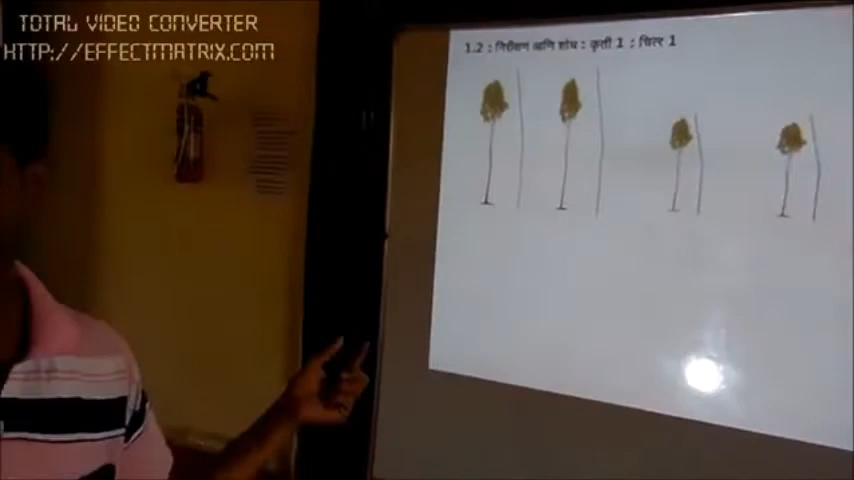 TOTAL VIDEO CONVERTER
HTTP://EFFECTMATRIX.COM
1.2 : निरीक्षण आणि शोध : कृती 1 : चित्र 1